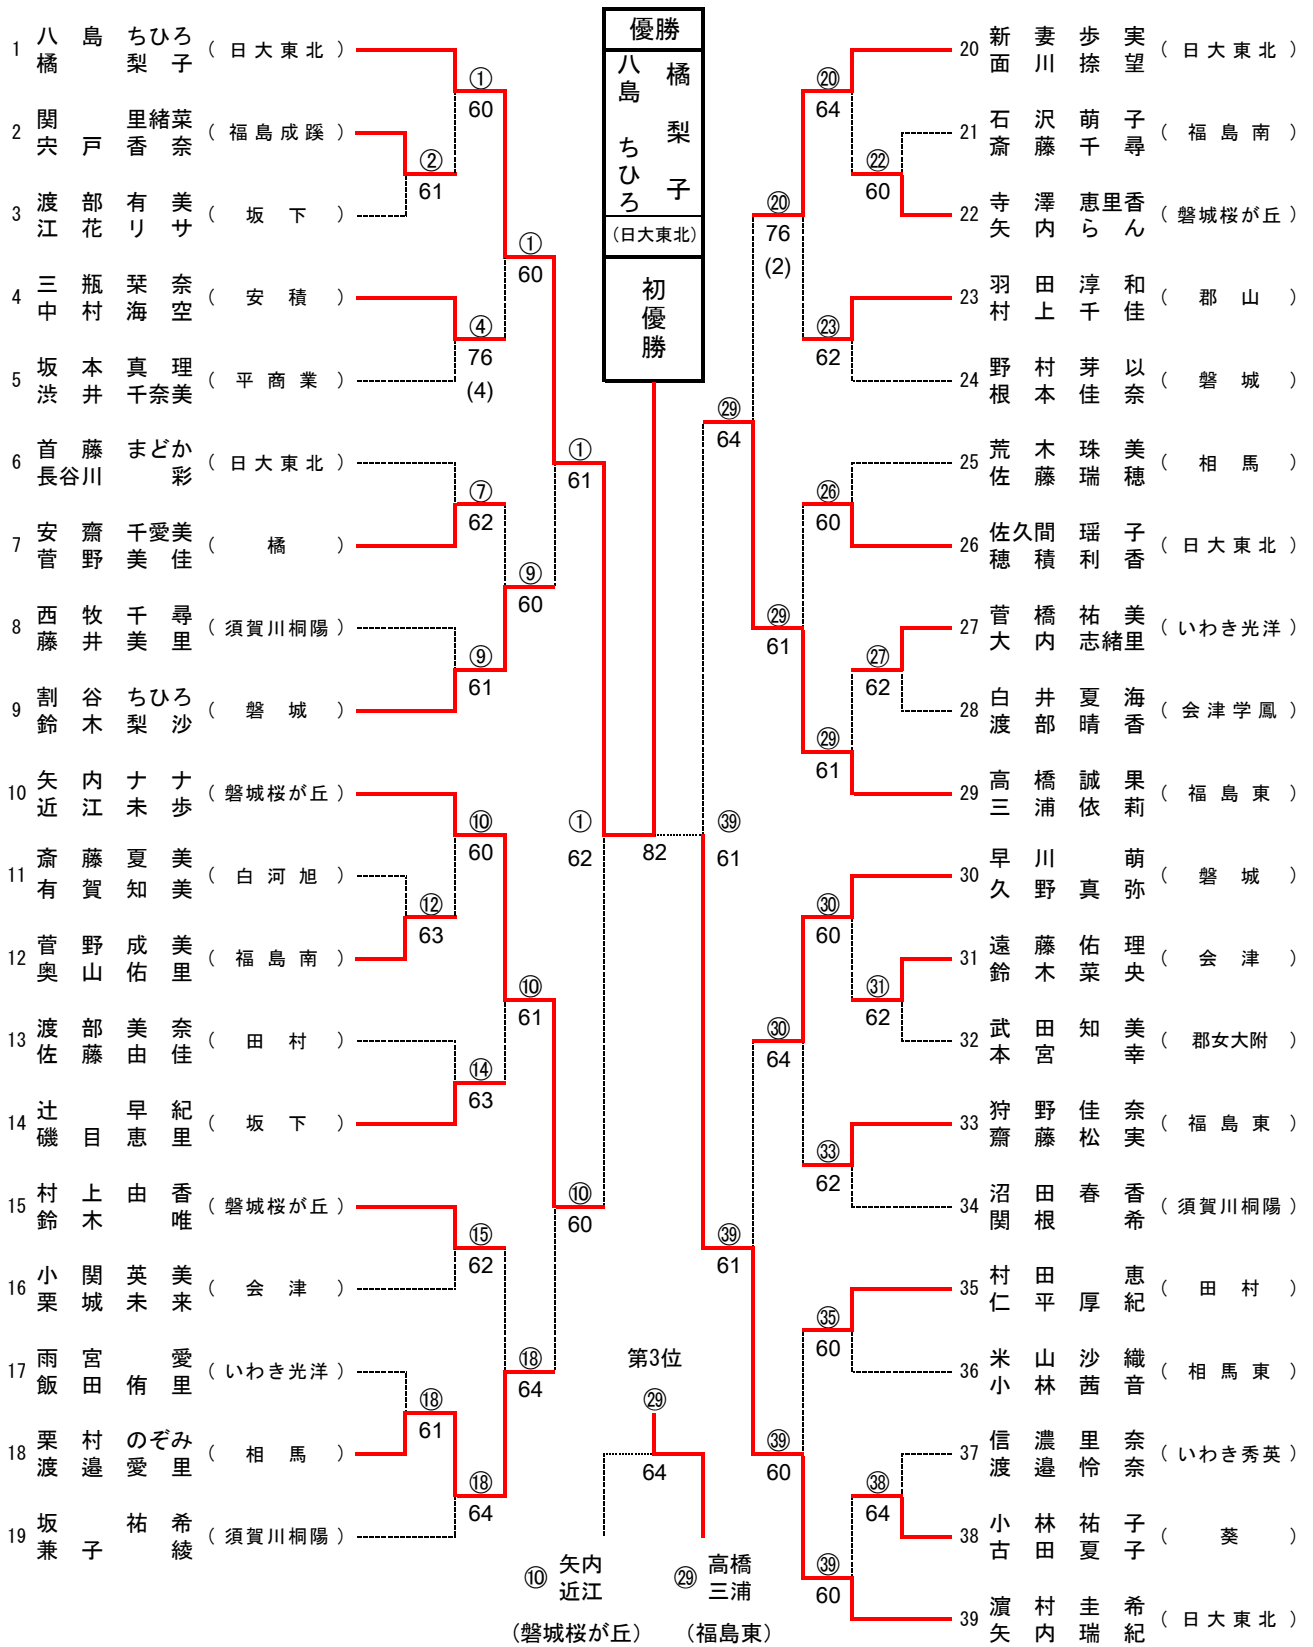 優勝
八島 ちひろ
橘 梨子
(日大東北)
初優勝
1 八島 ちひろ
橘 梨子 (日大東北)
2 関 里緒菜
宍戸 香奈 (福島成蹊)
3 渡部 有美
江花 リサ (坂下)
4 三瓶 栞奈
中村 海空 (安積)
5 坂本 真理
渋井 千奈美 (平商業)
6 首藤 まどか
長谷川 彩 (日大東北)
7 安齋 千愛美
菅野 美佳 (橘)
8 西牧 千尋
藤井 美里 (須賀川桐陽)
9 割谷 ちひろ
鈴木 梨沙 (磐城)
10 矢内 ナナ
近江 未歩 (磐城桜が丘)
11 斎藤 夏美
有賀 知美 (白河旭)
12 菅野 成美
奥山 佑里 (福島南)
13 渡部 美奈
佐藤 由佳 (田村)
14 辻 早紀
磯目 恵里 (坂下)
15 村上 由香
鈴木 唯 (磐城桜が丘)
16 小関 英美
栗城 未来 (会津)
17 雨宮 愛
飯田 侑里 (いわき光洋)
18 栗村 のぞみ
渡邉 愛里 (相馬)
19 坂 祐希
兼子 綾 (須賀川桐陽)
② 61
⑫ 63
⑱ 61
① 60
④ 76 (4)
⑦ 62
⑨ 61
⑩ 60
⑭ 63
⑮ 62
⑱ 64
① 60
⑨ 60
⑩ 61
⑱ 64
① 61
⑩ 60
① 62
82
㊴ 61
㉙ 64
㊴ 61
⑳ 76 (2)
㉙ 61
㉚ 64
㊴ 60
⑳ 64
㉓ 62
㉖ 60
㉙ 61
㉚ 60
㉝ 62
㉟ 60
㊴ 60
㉒ 60
㉗ 62
㉛ 62
㊳ 64
20 新妻 歩実
面川 捺望 (日大東北)
21 石沢 萌子
斎藤 千尋 (福島南)
22 寺澤 恵里香
矢内 らん (磐城桜が丘)
23 羽田 淳和
村上 千佳 (郡山)
24 野村 芽以
根本 佳奈 (磐城)
25 荒木 珠美
佐藤 瑞穂 (相馬)
26 佐久間 瑶子
穂積 利香 (日大東北)
27 菅橋 祐美
大内 志緒里 (いわき光洋)
28 白井 夏海
渡部 晴香 (会津学鳳)
29 高橋 誠果
三浦 依莉 (福島東)
30 早川 萌
久野 真弥 (磐城)
31 遠藤 佑理
鈴木 菜央 (会津)
32 武田 知美
本宮 幸 (郡女大附)
33 狩野 佳奈
齋藤 松実 (福島東)
34 沼田 春香
関根 希 (須賀川桐陽)
35 村田 恵
仁平 厚紀 (田村)
36 米山 沙織
小林 茜音 (相馬東)
37 信濃 里奈
渡邉 怜奈 (いわき秀英)
38 小林 祐子
古田 夏子 (葵)
39 濵村 圭希
矢内 瑞紀 (日大東北)
第3位
㉙
64
⑩ 矢内
近江
(磐城桜が丘)
㉙ 高橋
三浦
(福島東)